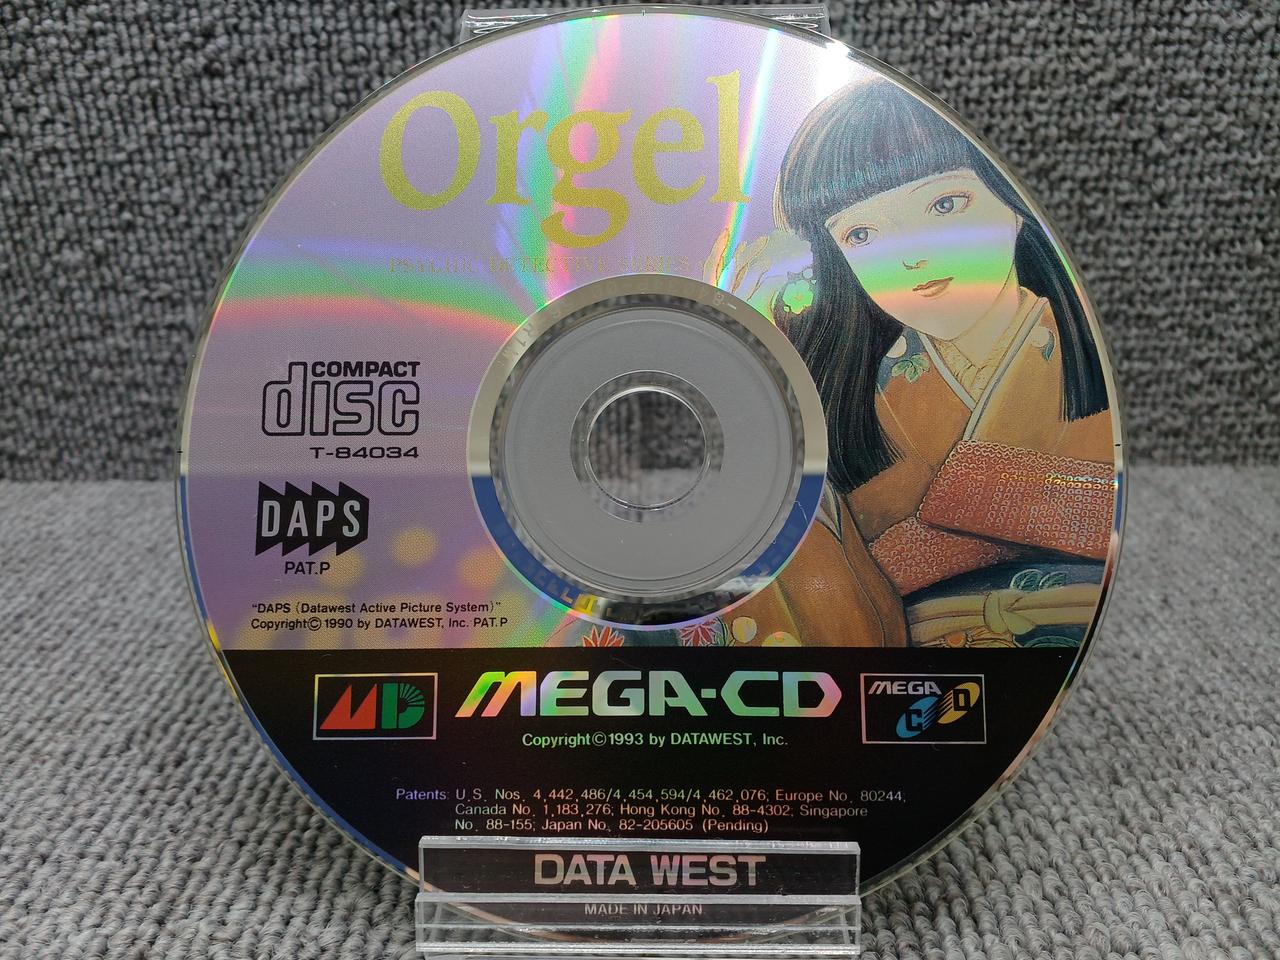 Orgel
PSYCHIC DETECTIVE SERIES
COMPACT
disc
T-84034
DAPS
PAT.P
"DAPS (Datawest Active Picture System)"
Copyright© 1990 by DATAWEST, Inc. PAT.P
MD
MEGA-CD
MEGA
CD
Copyright©1993 by DATAWEST, Inc.
Patents: U.S. Nos. 4,442,486/4,454,594/4,462,076; Europe No. 80244;
Canada No. 1,183,276; Hong Kong No. 88-4302; Singapore
No. 88-155; Japan No. 82-205605 (Pending)
DATA WEST
MADE IN JAPAN